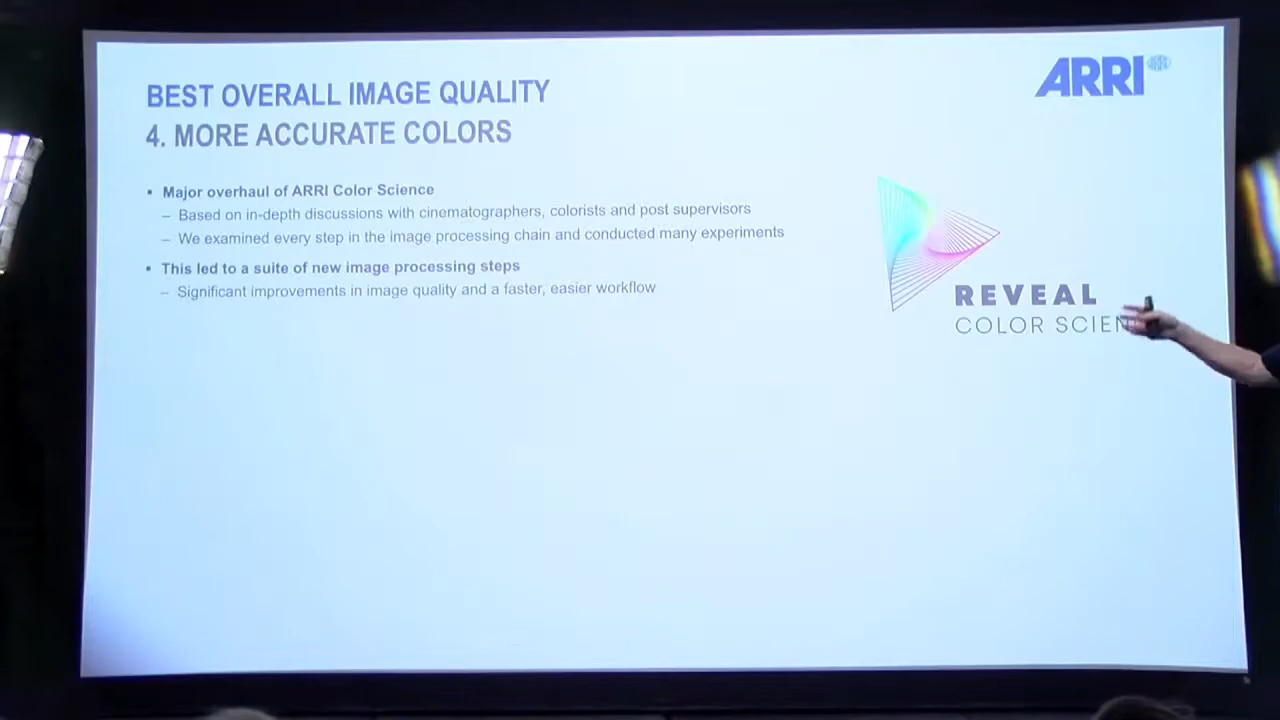 BEST OVERALL IMAGE QUALITY
4. MORE ACCURATE COLORS
ARRI
▪ Major overhaul of ARRI Color Science
– Based on in-depth discussions with cinematographers, colorists and post supervisors
– We examined every step in the image processing chain and conducted many experiments
▪ This led to a suite of new image processing steps
– Significant improvements in image quality and a faster, easier workflow
REVEAL
COLOR SCIEN